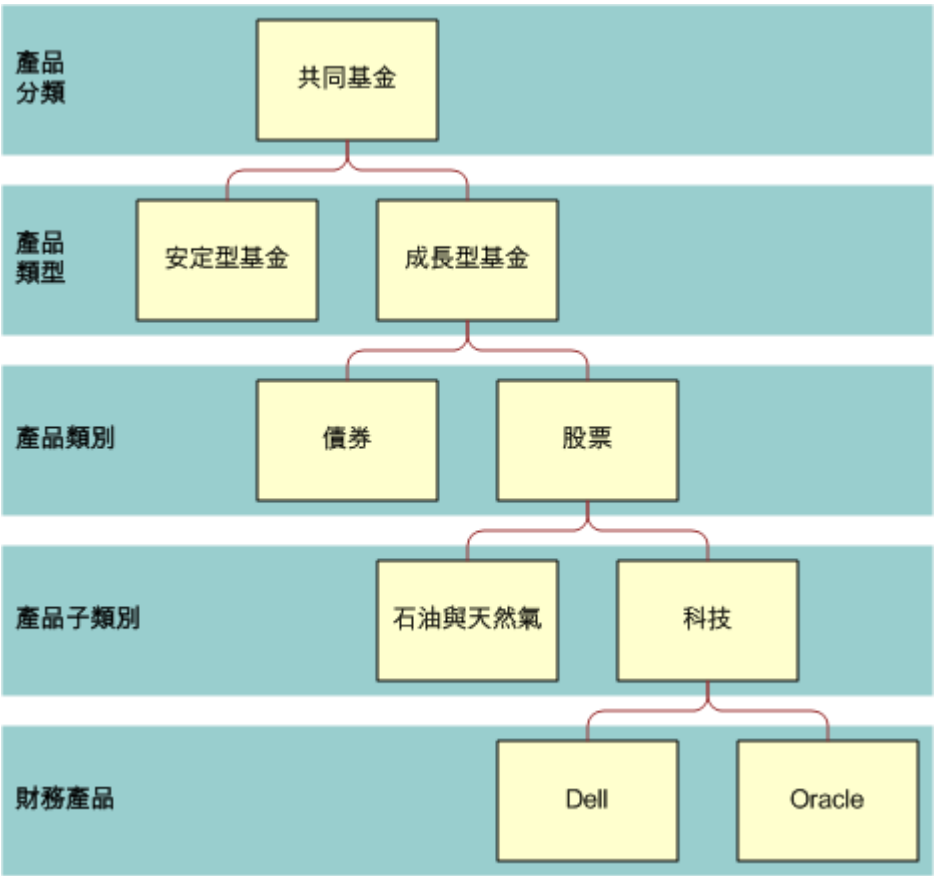 產品
分類
共同基金
產品
類型
安定型基金
成長型基金
產品類別
債券
股票
產品子類別
石油與天然氣
科技
財務產品
Dell
Oracle